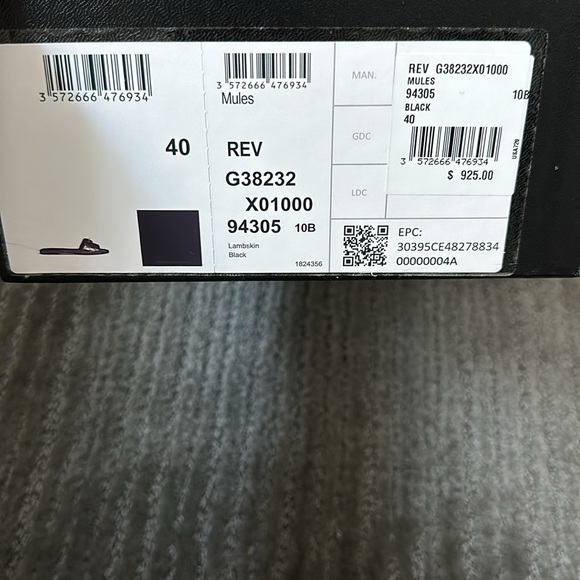 3 572666 476934
40
3 572666 476934
Mules
REV
G38232
X01000
94305 10B
Lambskin
Black
1824356
MAN.
GDC
LDC
REV G38232X01000
MULES
94305 10B
BLACK
40
3 572666 476934
USA720
$ 925.00
EPC:
30395CE48278834
00000004A